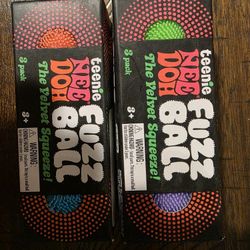 teenie
NEE
DOH
FUZZ
BALL
The Velvet Squeeze!
3 pack
8+
WARNING
teenie
NEE
DOH
FUZZ
BALL
The Velvet Squeeze!
3 pack
8+
WARNING